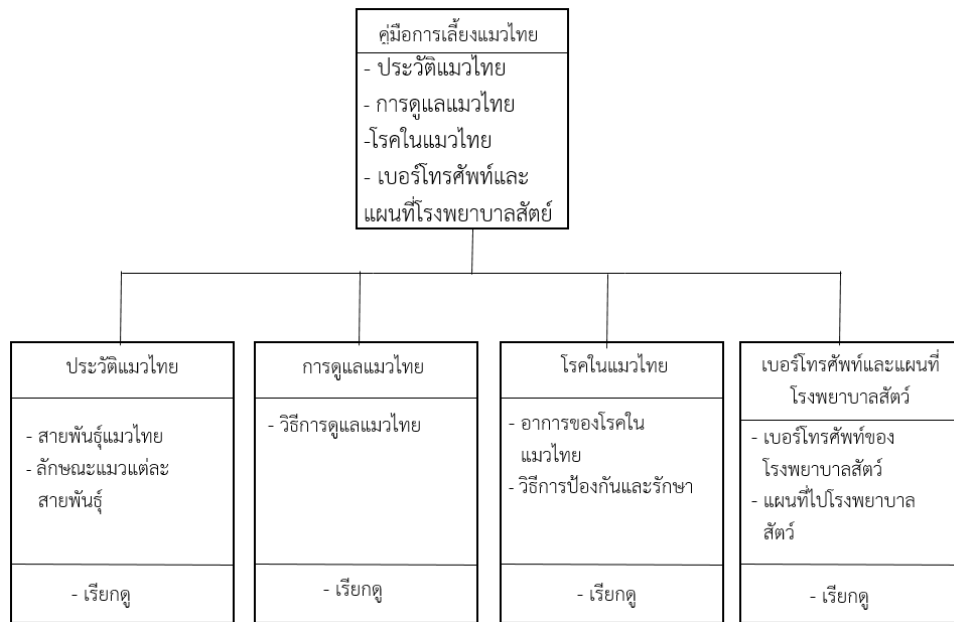 คู่มือการเลี้ยงแมวไทย
- ประวัติแมวไทย
- การดูแลแมวไทย
-โรคในแมวไทย
- เบอร์โทรศัพท์และ
แผนที่โรงพยาบาลสัตย์
ประวัติแมวไทย
- สายพันธุ์แมวไทย
- ลักษณะแมวแต่ละ
สายพันธุ์
- เรียกดู
การดูแลแมวไทย
- วิธีการดูแลแมวไทย
- เรียกดู
โรคในแมวไทย
- อาการของโรคใน
แมวไทย
- วิธีการป้องกันและรักษา
- เรียกดู
เบอร์โทรศัพท์และแผนที่
โรงพยาบาลสัตว์
- เบอร์โทรศัพท์ของ
โรงพยาบาลสัตว์
- แผนที่ไปโรงพยาบาล
สัตว์
- เรียกดู